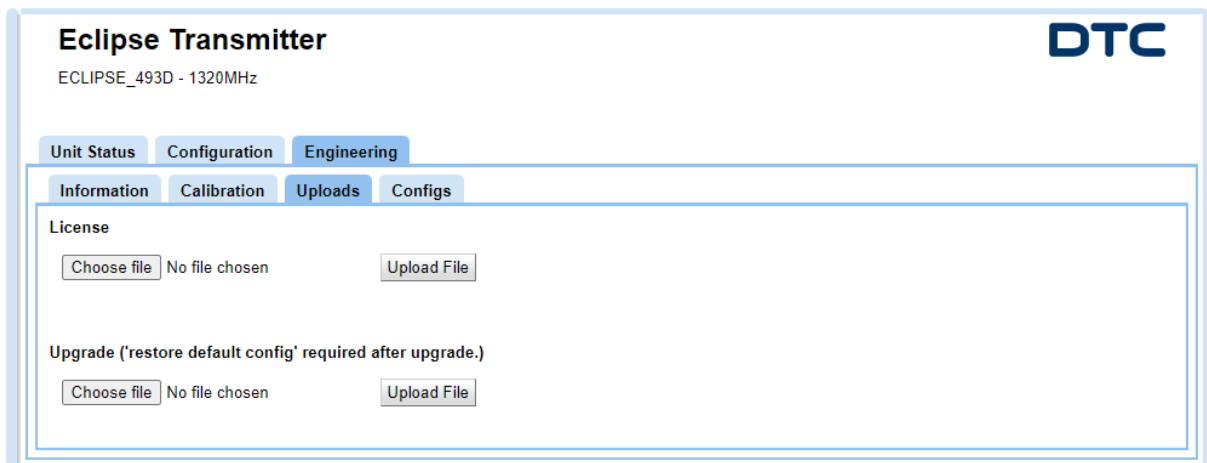 Eclipse Transmitter
DTC
ECLIPSE_493D - 1320MHz
Unit Status Configuration Engineering
Information Calibration Uploads Configs
License
Choose file No file chosen Upload File
Upgrade ('restore default config' required after upgrade.)
Choose file No file chosen Upload File